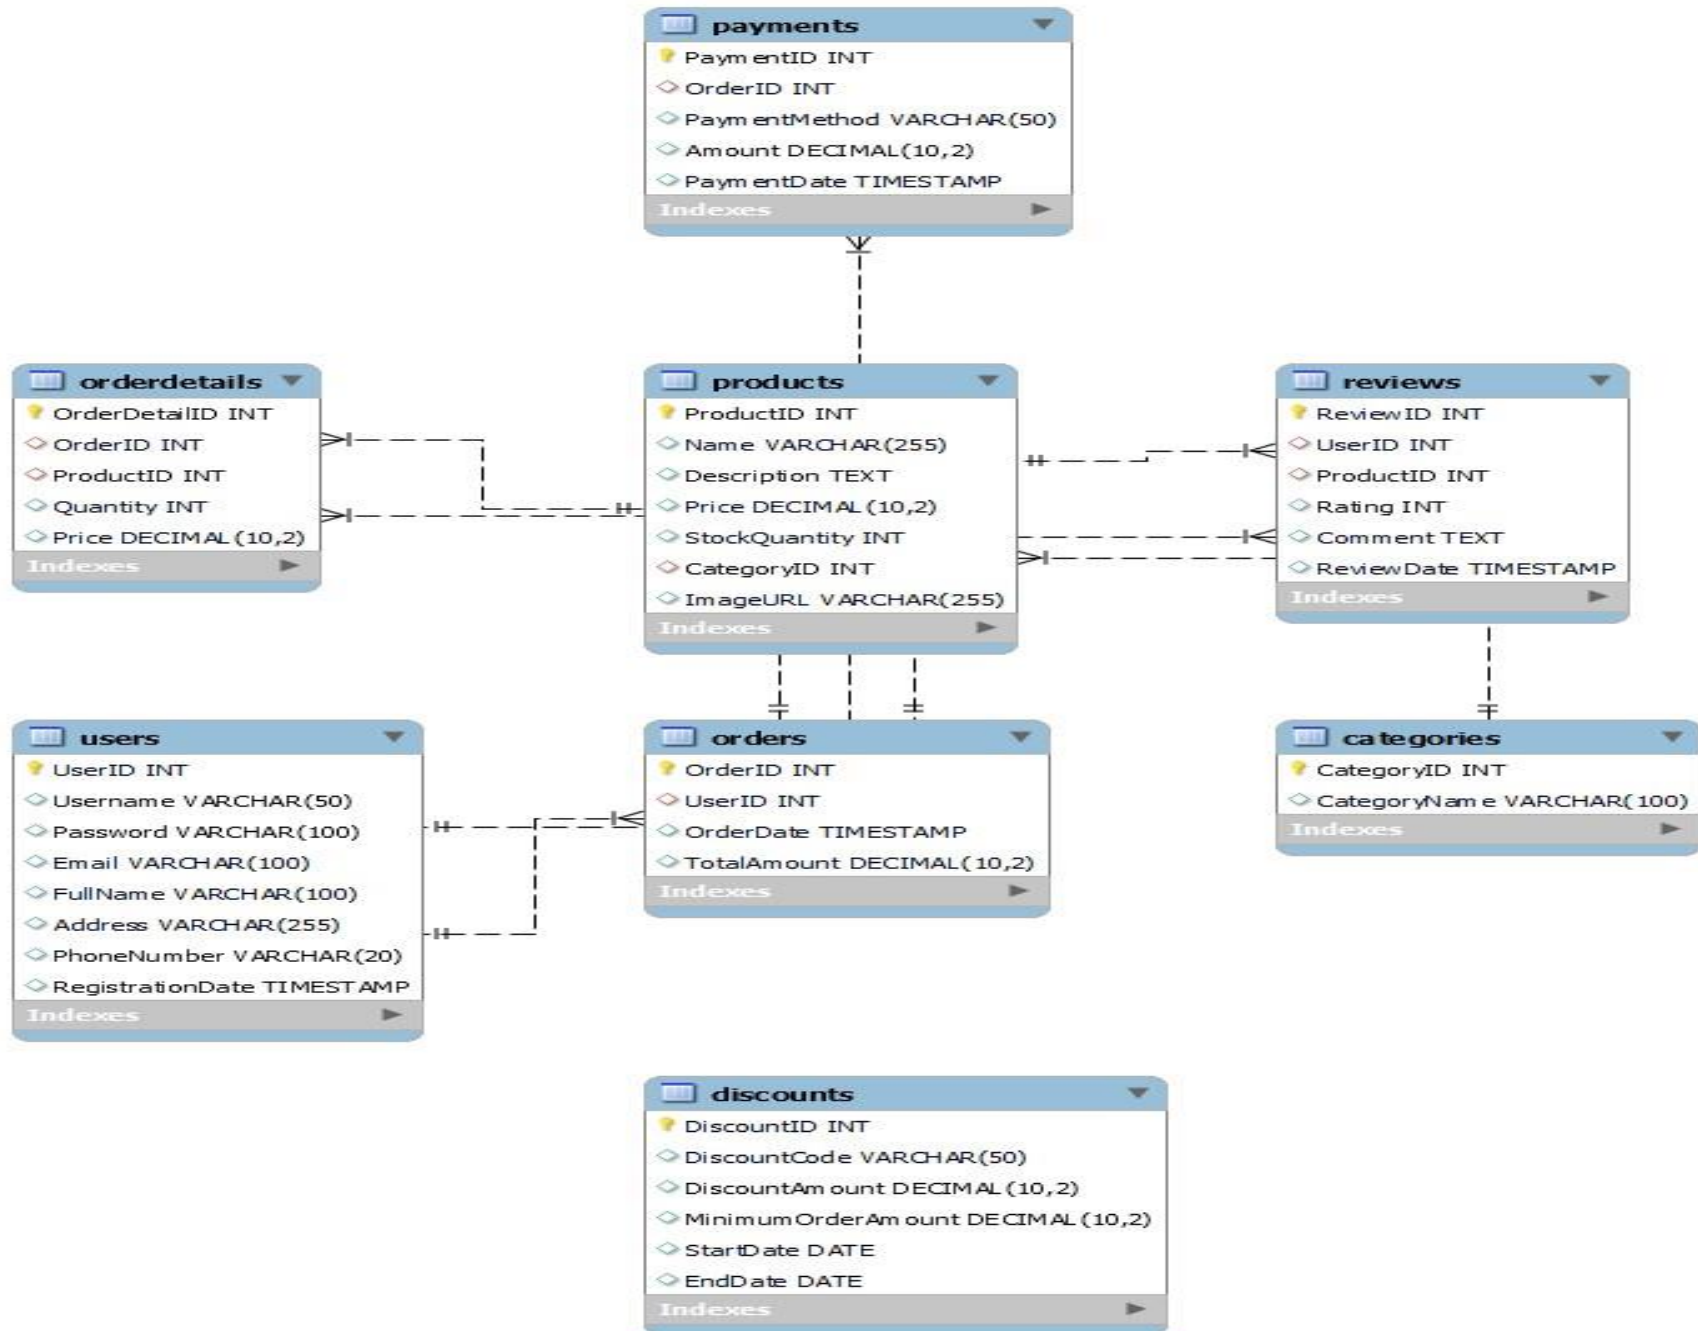 payments
PaymentID INT
OrderID INT
PaymentMethod VARCHAR(50)
Amount DECIMAL(10,2)
PaymentDate TIMESTAMP
Indexes
orderdetails
OrderDetailID INT
OrderID INT
ProductID INT
Quantity INT
Price DECIMAL(10,2)
Indexes
products
ProductID INT
Name VARCHAR(255)
Description TEXT
Price DECIMAL(10,2)
StockQuantity INT
CategoryID INT
ImageURL VARCHAR(255)
Indexes
reviews
ReviewID INT
UserID INT
ProductID INT
Rating INT
Comment TEXT
ReviewDate TIMESTAMP
Indexes
users
UserID INT
Username VARCHAR(50)
Password VARCHAR(100)
Email VARCHAR(100)
FullName VARCHAR(100)
Address VARCHAR(255)
PhoneNumber VARCHAR(20)
RegistrationDate TIMESTAMP
Indexes
orders
OrderID INT
UserID INT
OrderDate TIMESTAMP
TotalAmount DECIMAL(10,2)
Indexes
categories
CategoryID INT
CategoryName VARCHAR(100)
Indexes
discounts
DiscountID INT
DiscountCode VARCHAR(50)
DiscountAmount DECIMAL(10,2)
MinimumOrderAmount DECIMAL(10,2)
StartDate DATE
EndDate DATE
Indexes